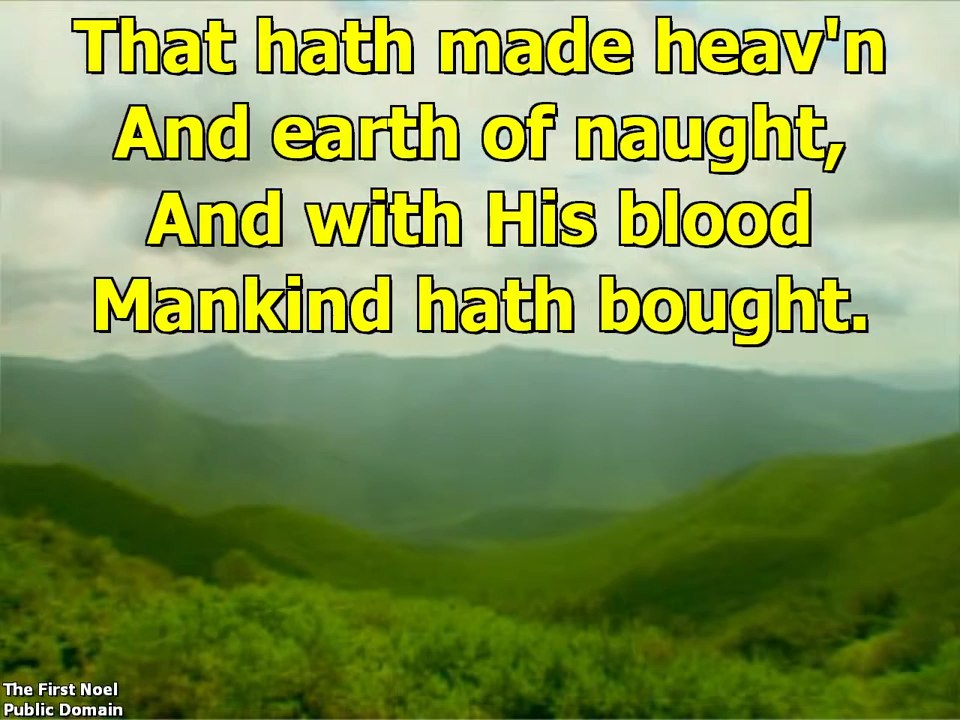 That hath made heav'n
And earth of naught,
And with His blood
Mankind hath bought.
The First Noel
Public Domain